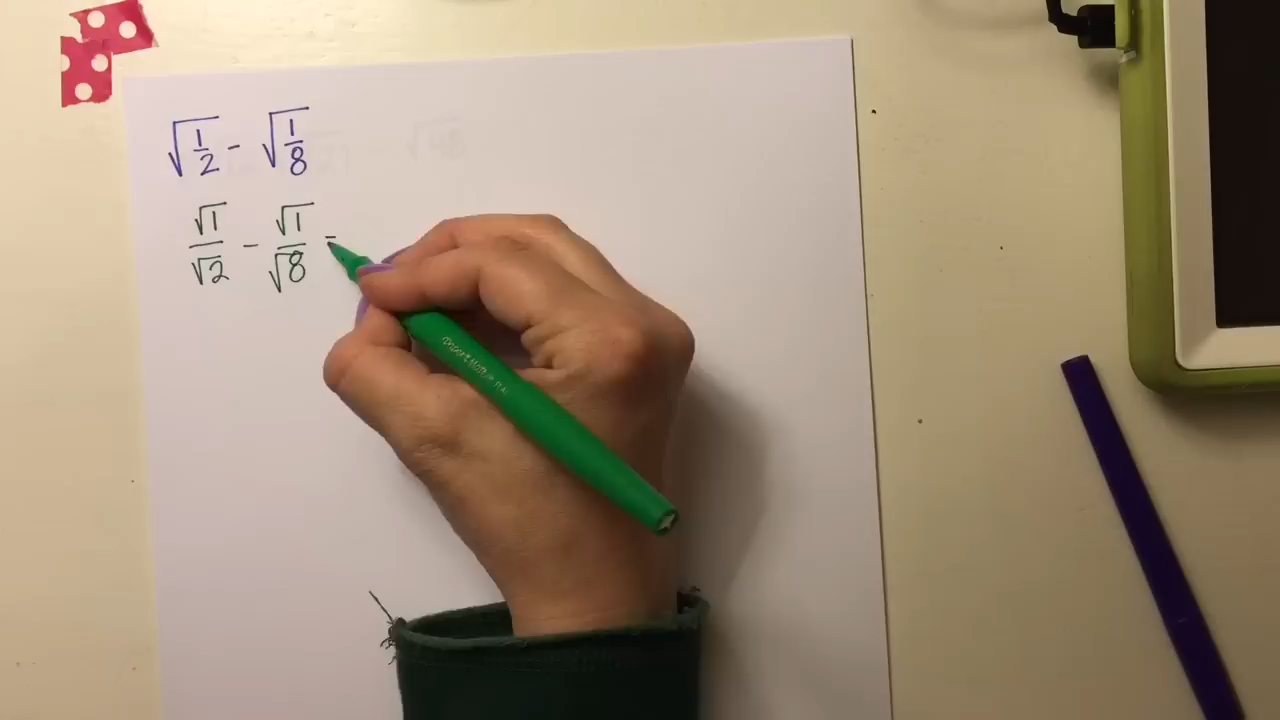 √1/2 - √1/8
√1/√2 - √1/√8 =